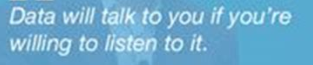 Data will talk to you if you're
willing to listen to it.